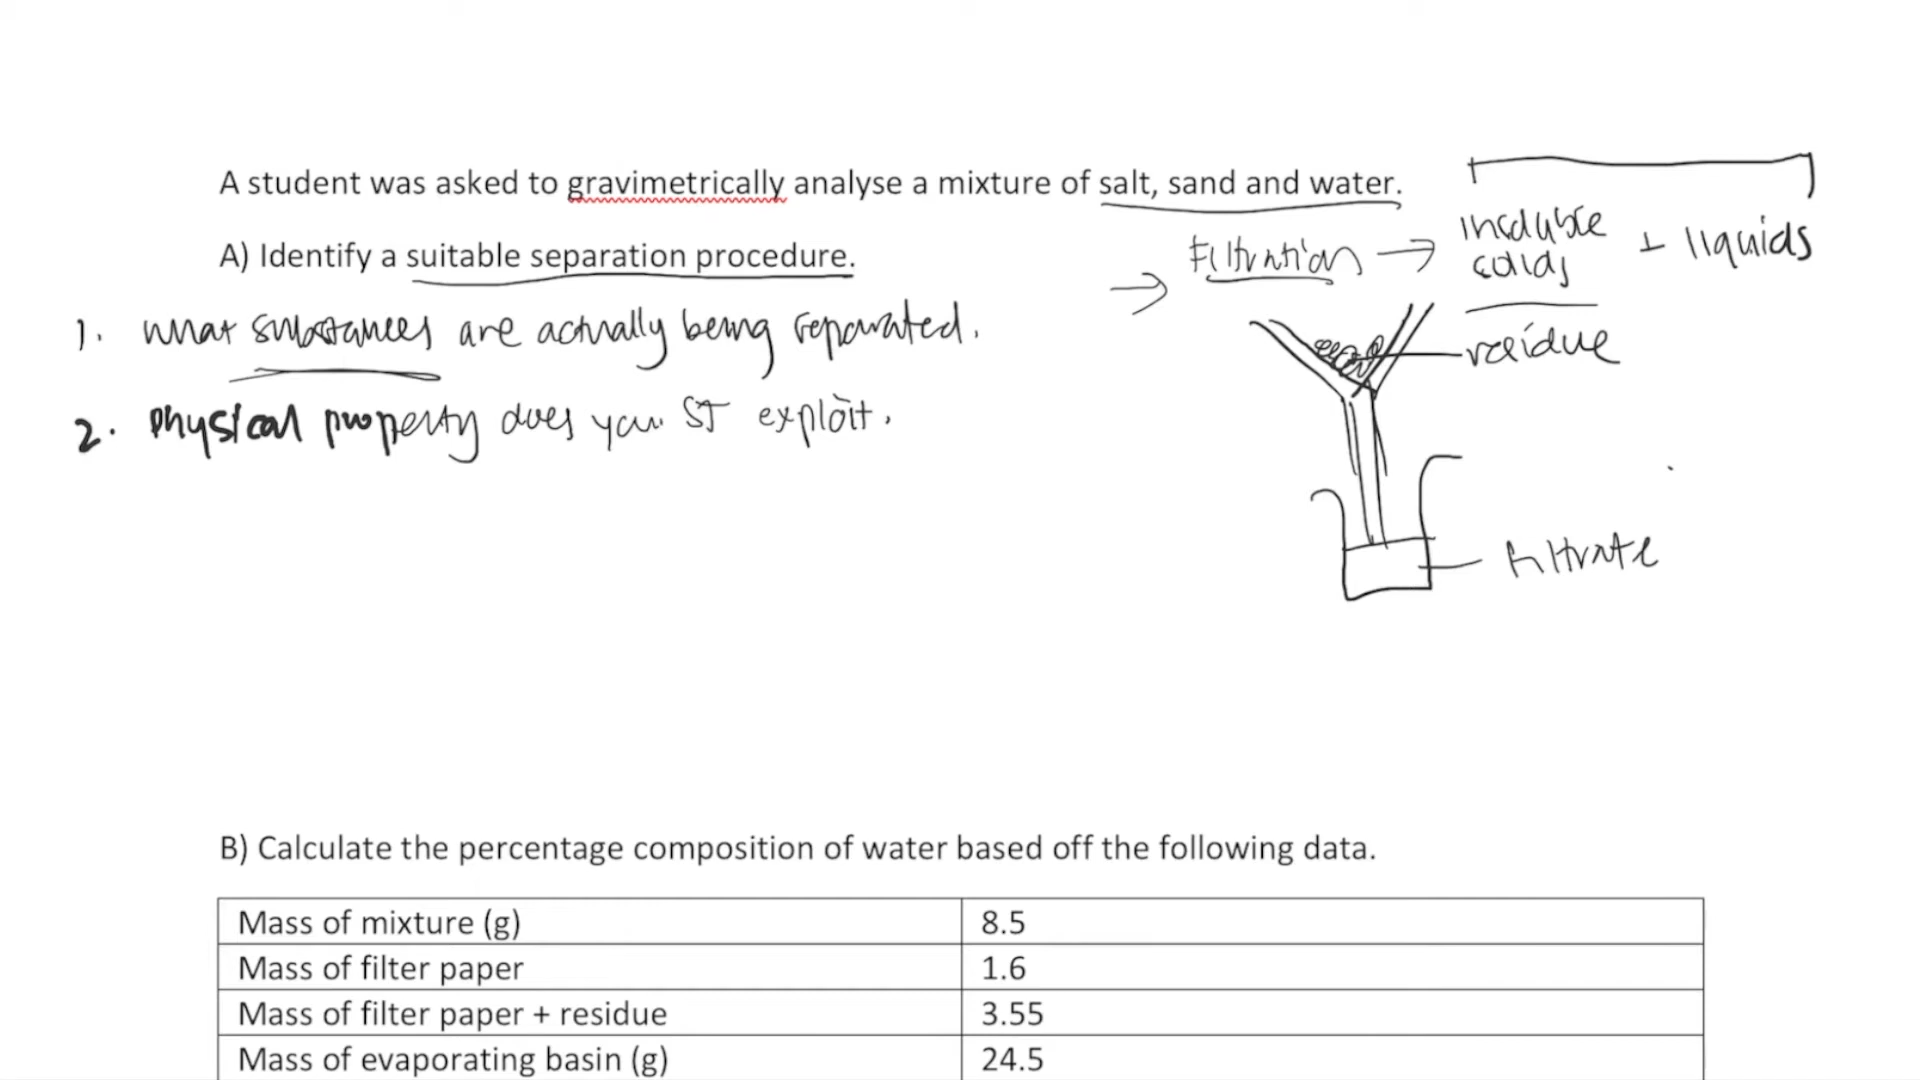 A student was asked to gravimetrically analyse a mixture of salt, sand and water.
A) Identify a suitable separation procedure.
→ Filtration → insoluble solids + liquids
residue
filtrate
1. what substances are actually being separated.
2. physical property does your ST exploit.
B) Calculate the percentage composition of water based off the following data.
Mass of mixture (g) 8.5
Mass of filter paper 1.6
Mass of filter paper + residue 3.55
Mass of evaporating basin (g) 24.5